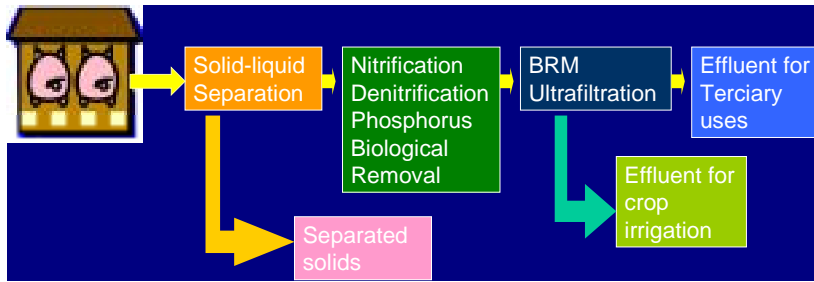 Solid-liquid
Separation
Nitrification
Denitrification
Phosphorus
Biological
Removal
BRM
Ultrafiltration
Effluent for
Terciary
uses
Separated
solids
Effluent for
crop
irrigation